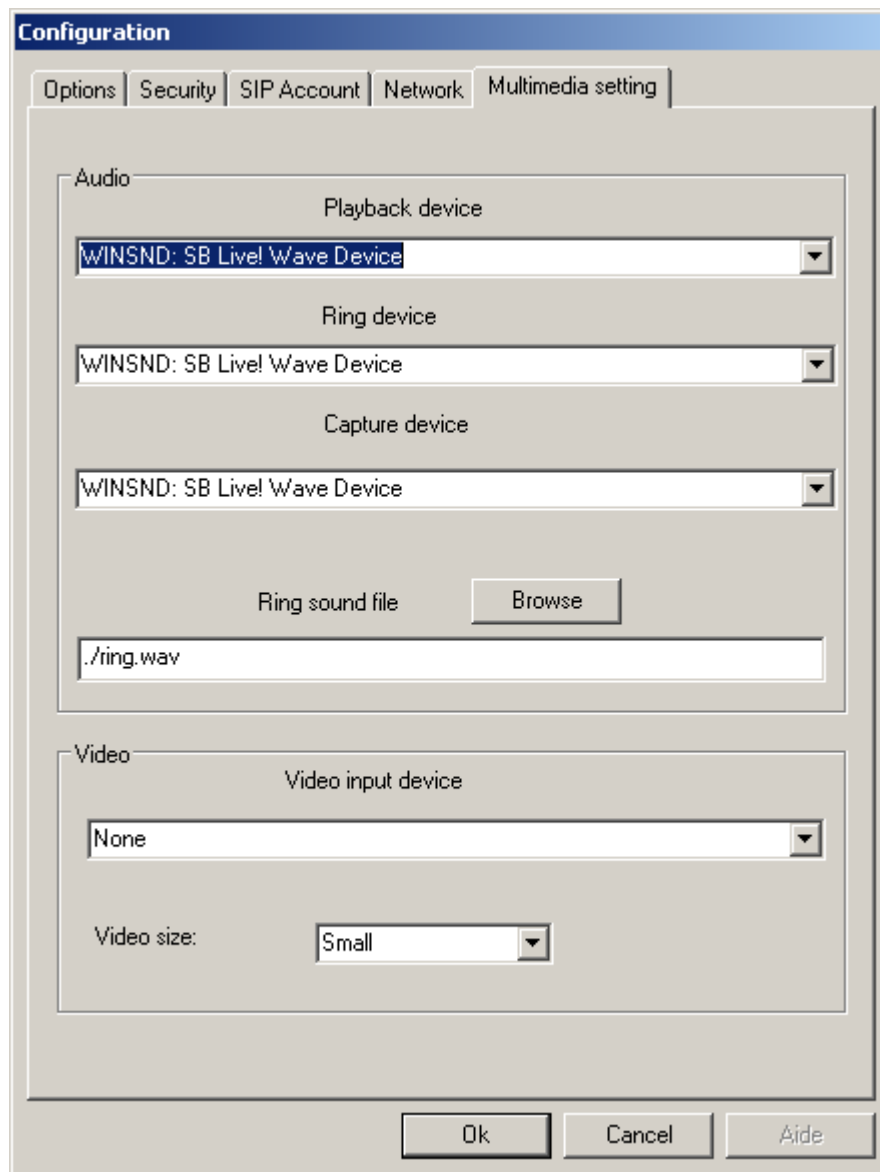 Configuration
Options Security SIP Account Network Multimedia setting
Audio
Playback device
WINSND: SB Live! Wave Device
Ring device
WINSND: SB Live! Wave Device
Capture device
WINSND: SB Live! Wave Device
Ring sound file Browse
./ring.wav
Video
Video input device
None
Video size: Small
Ok Cancel Aide